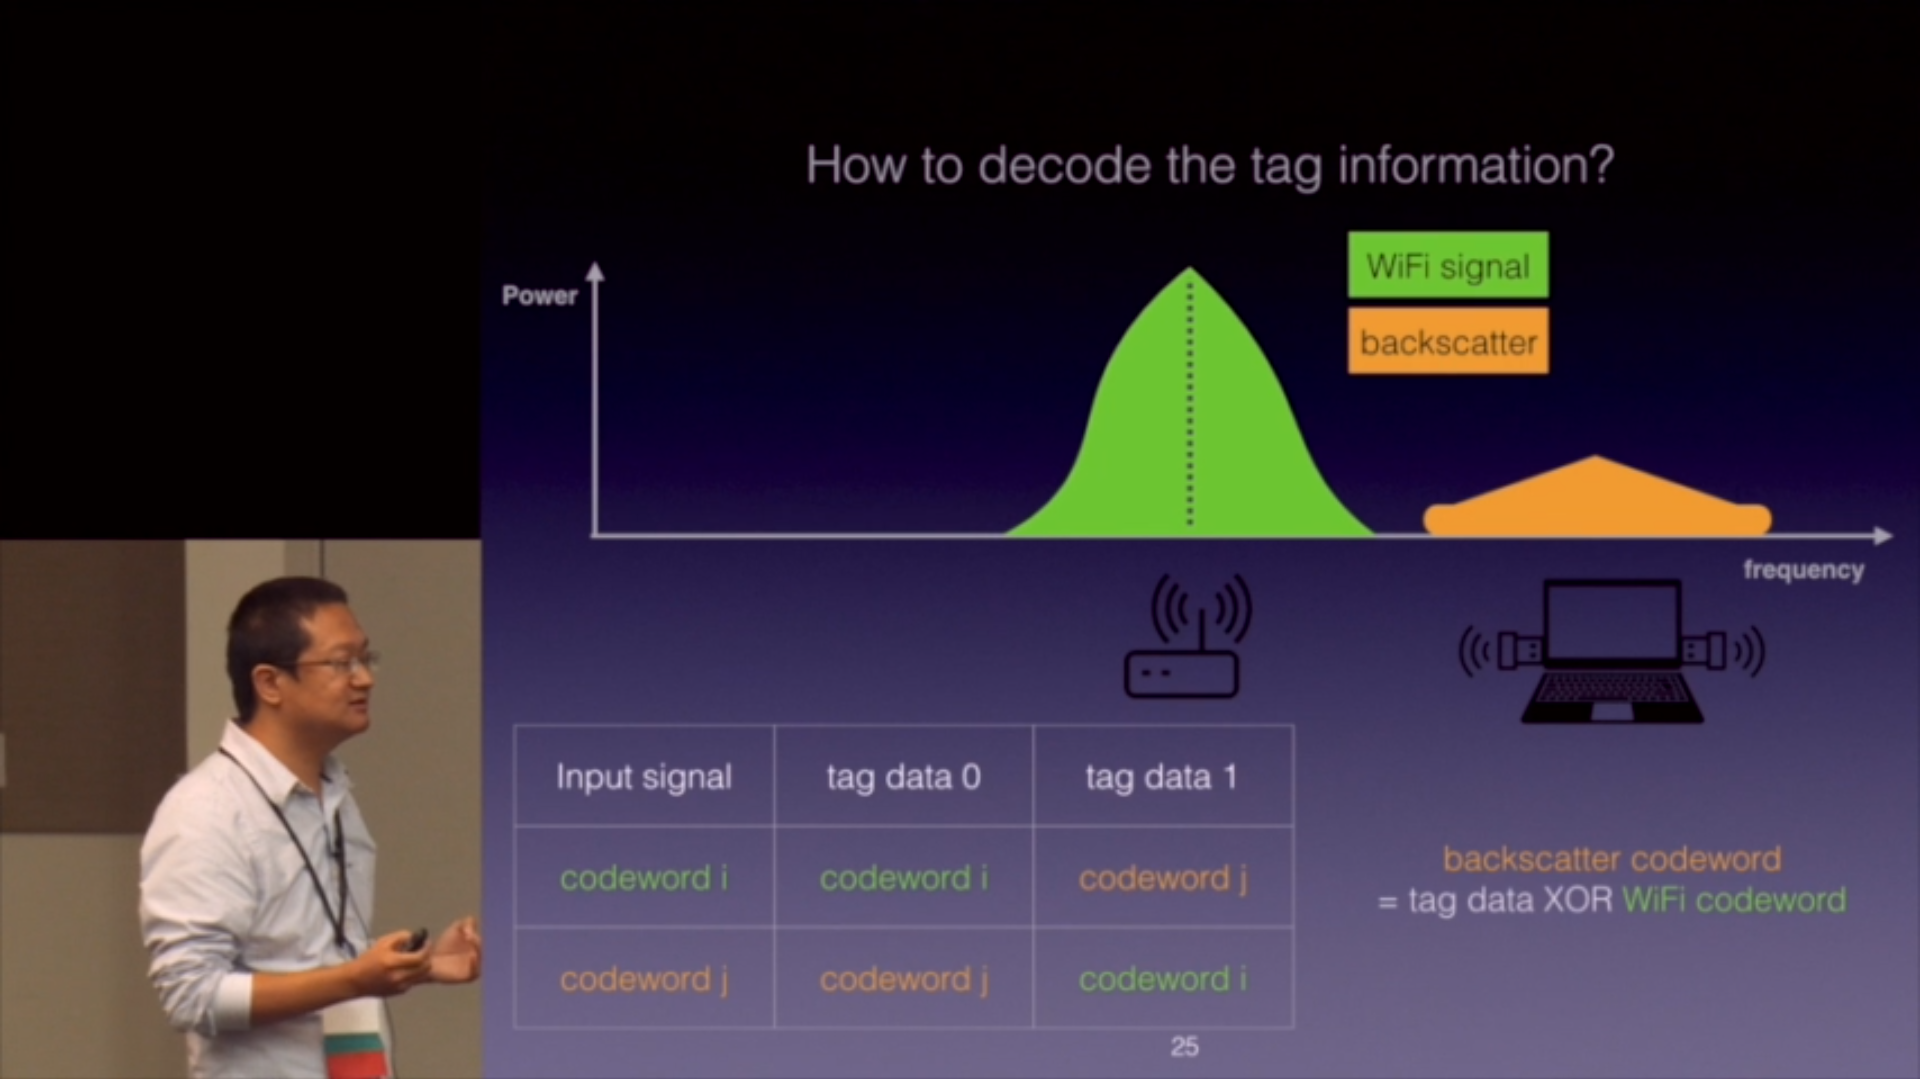 How to decode the tag information?
WiFi signal
backscatter
Power
frequency
Input signal tag data 0 tag data 1
codeword i codeword i codeword j
codeword j codeword j codeword i
backscatter codeword
= tag data XOR WiFi codeword
25